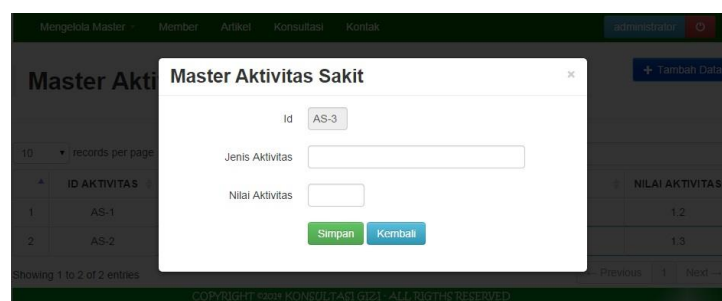 Mengelola Master Member Artikel Konsultasi Kontak administrator
Master Akti
+ Tambah Data
Master Aktivitas Sakit ×
Id AS-3
Jenis Aktivitas
Nilai Aktivitas
Simpan Kembali
10 records per page
ID AKTIVITAS NILAI AKTIVITAS
1 AS-1 1.2
2 AS-2 1.3
Showing 1 to 2 of 2 entries
← Previous 1 Next →
COPYRIGHT ©2014 KONSULTASI GIZI - ALL RIGTHS RESERVED